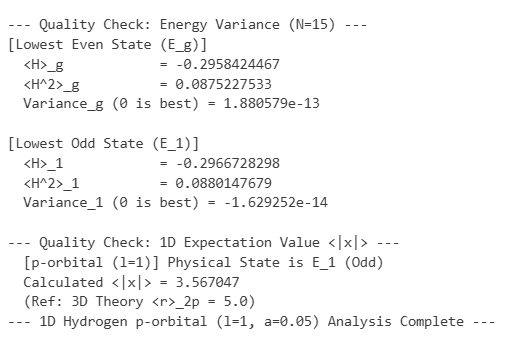 --- Quality Check: Energy Variance (N=15) ---
[Lowest Even State (E_g)]
<H>_g = -0.2958424467
<H^2>_g = 0.0875227533
Variance_g (0 is best) = 1.880579e-13
[Lowest Odd State (E_1)]
<H>_1 = -0.2966728298
<H^2>_1 = 0.0880147679
Variance_1 (0 is best) = -1.629252e-14
--- Quality Check: 1D Expectation Value <|x|> ---
[p-orbital (l=1)] Physical State is E_1 (Odd)
Calculated <|x|> = 3.567047
(Ref: 3D Theory <r>_2p = 5.0)
--- 1D Hydrogen p-orbital (l=1, a=0.05) Analysis Complete ---